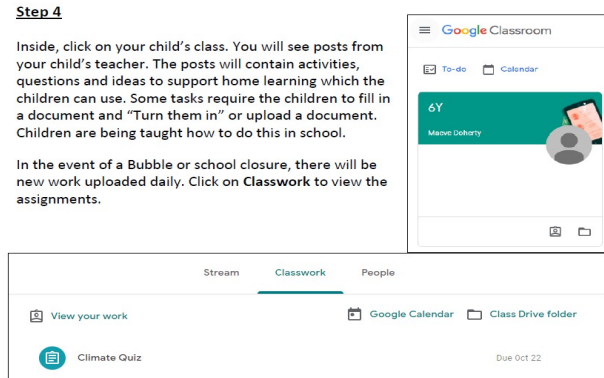 Step 4
Inside, click on your child's class. You will see posts from
your child's teacher. The posts will contain activities,
questions and ideas to support home learning which the
children can use. Some tasks require the children to fill in
a document and "Turn them in" or upload a document.
Children are being taught how to do this in school.
In the event of a Bubble or school closure, there will be
new work uploaded daily. Click on Classwork to view the
assignments.
Google Classroom
To-do Calendar
6Y
Maeve Doherty
Stream Classwork People
View your work Google Calendar Class Drive folder
Climate Quiz Due Oct 22